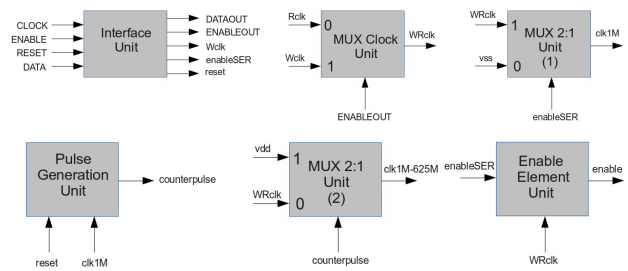 CLOCK
ENABLE
RESET
DATA
Interface
Unit
DATAOUT
ENABLEOUT
Wclk
enableSER
reset
Rclk
0
MUX Clock
Unit
Wclk
1
WRclk
ENABLEOUT
WRclk
1
MUX 2:1
Unit
(1)
vss
0
clk1M
enableSER
Pulse
Generation
Unit
counterpulse
reset
clk1M
vdd
1
MUX 2:1
Unit
(2)
WRclk
0
clk1M-625M
counterpulse
enableSER
Enable
Element
Unit
enable
WRclk